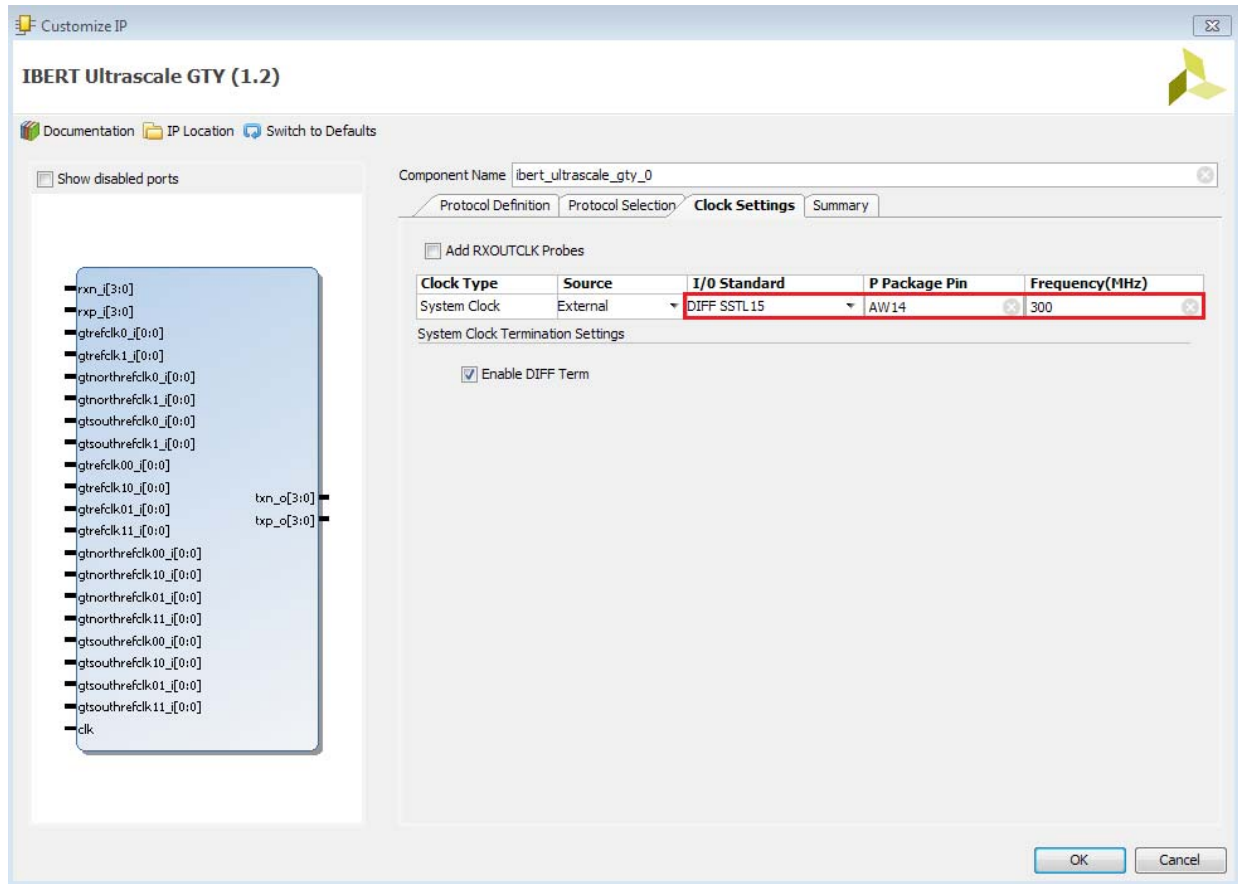 Customize IP
IBERT Ultrascale GTY (1.2)
Documentation IP Location Switch to Defaults
Show disabled ports
rxn_i[3:0]
rxp_i[3:0]
gtrefclk0_i[0:0]
gtrefclk1_i[0:0]
gtnorthrefclk0_i[0:0]
gtnorthrefclk1_i[0:0]
gtsouthrefclk0_i[0:0]
gtsouthrefclk1_i[0:0]
gtrefclk00_i[0:0]
gtrefclk10_i[0:0]
gtrefclk01_i[0:0]
gtrefclk11_i[0:0]
gtnorthrefclk00_i[0:0]
gtnorthrefclk10_i[0:0]
gtnorthrefclk01_i[0:0]
gtnorthrefclk11_i[0:0]
gtsouthrefclk00_i[0:0]
gtsouthrefclk10_i[0:0]
gtsouthrefclk01_i[0:0]
gtsouthrefclk11_i[0:0]
clk
txn_o[3:0]
txp_o[3:0]
Component Name ibert_ultrascale_gty_0
Protocol Definition Protocol Selection Clock Settings Summary
Add RXOUTCLK Probes
Clock Type Source I/O Standard P Package Pin Frequency(MHz)
System Clock External DIFF SSTL15 AW14 300
System Clock Termination Settings
Enable DIFF Term
OK Cancel